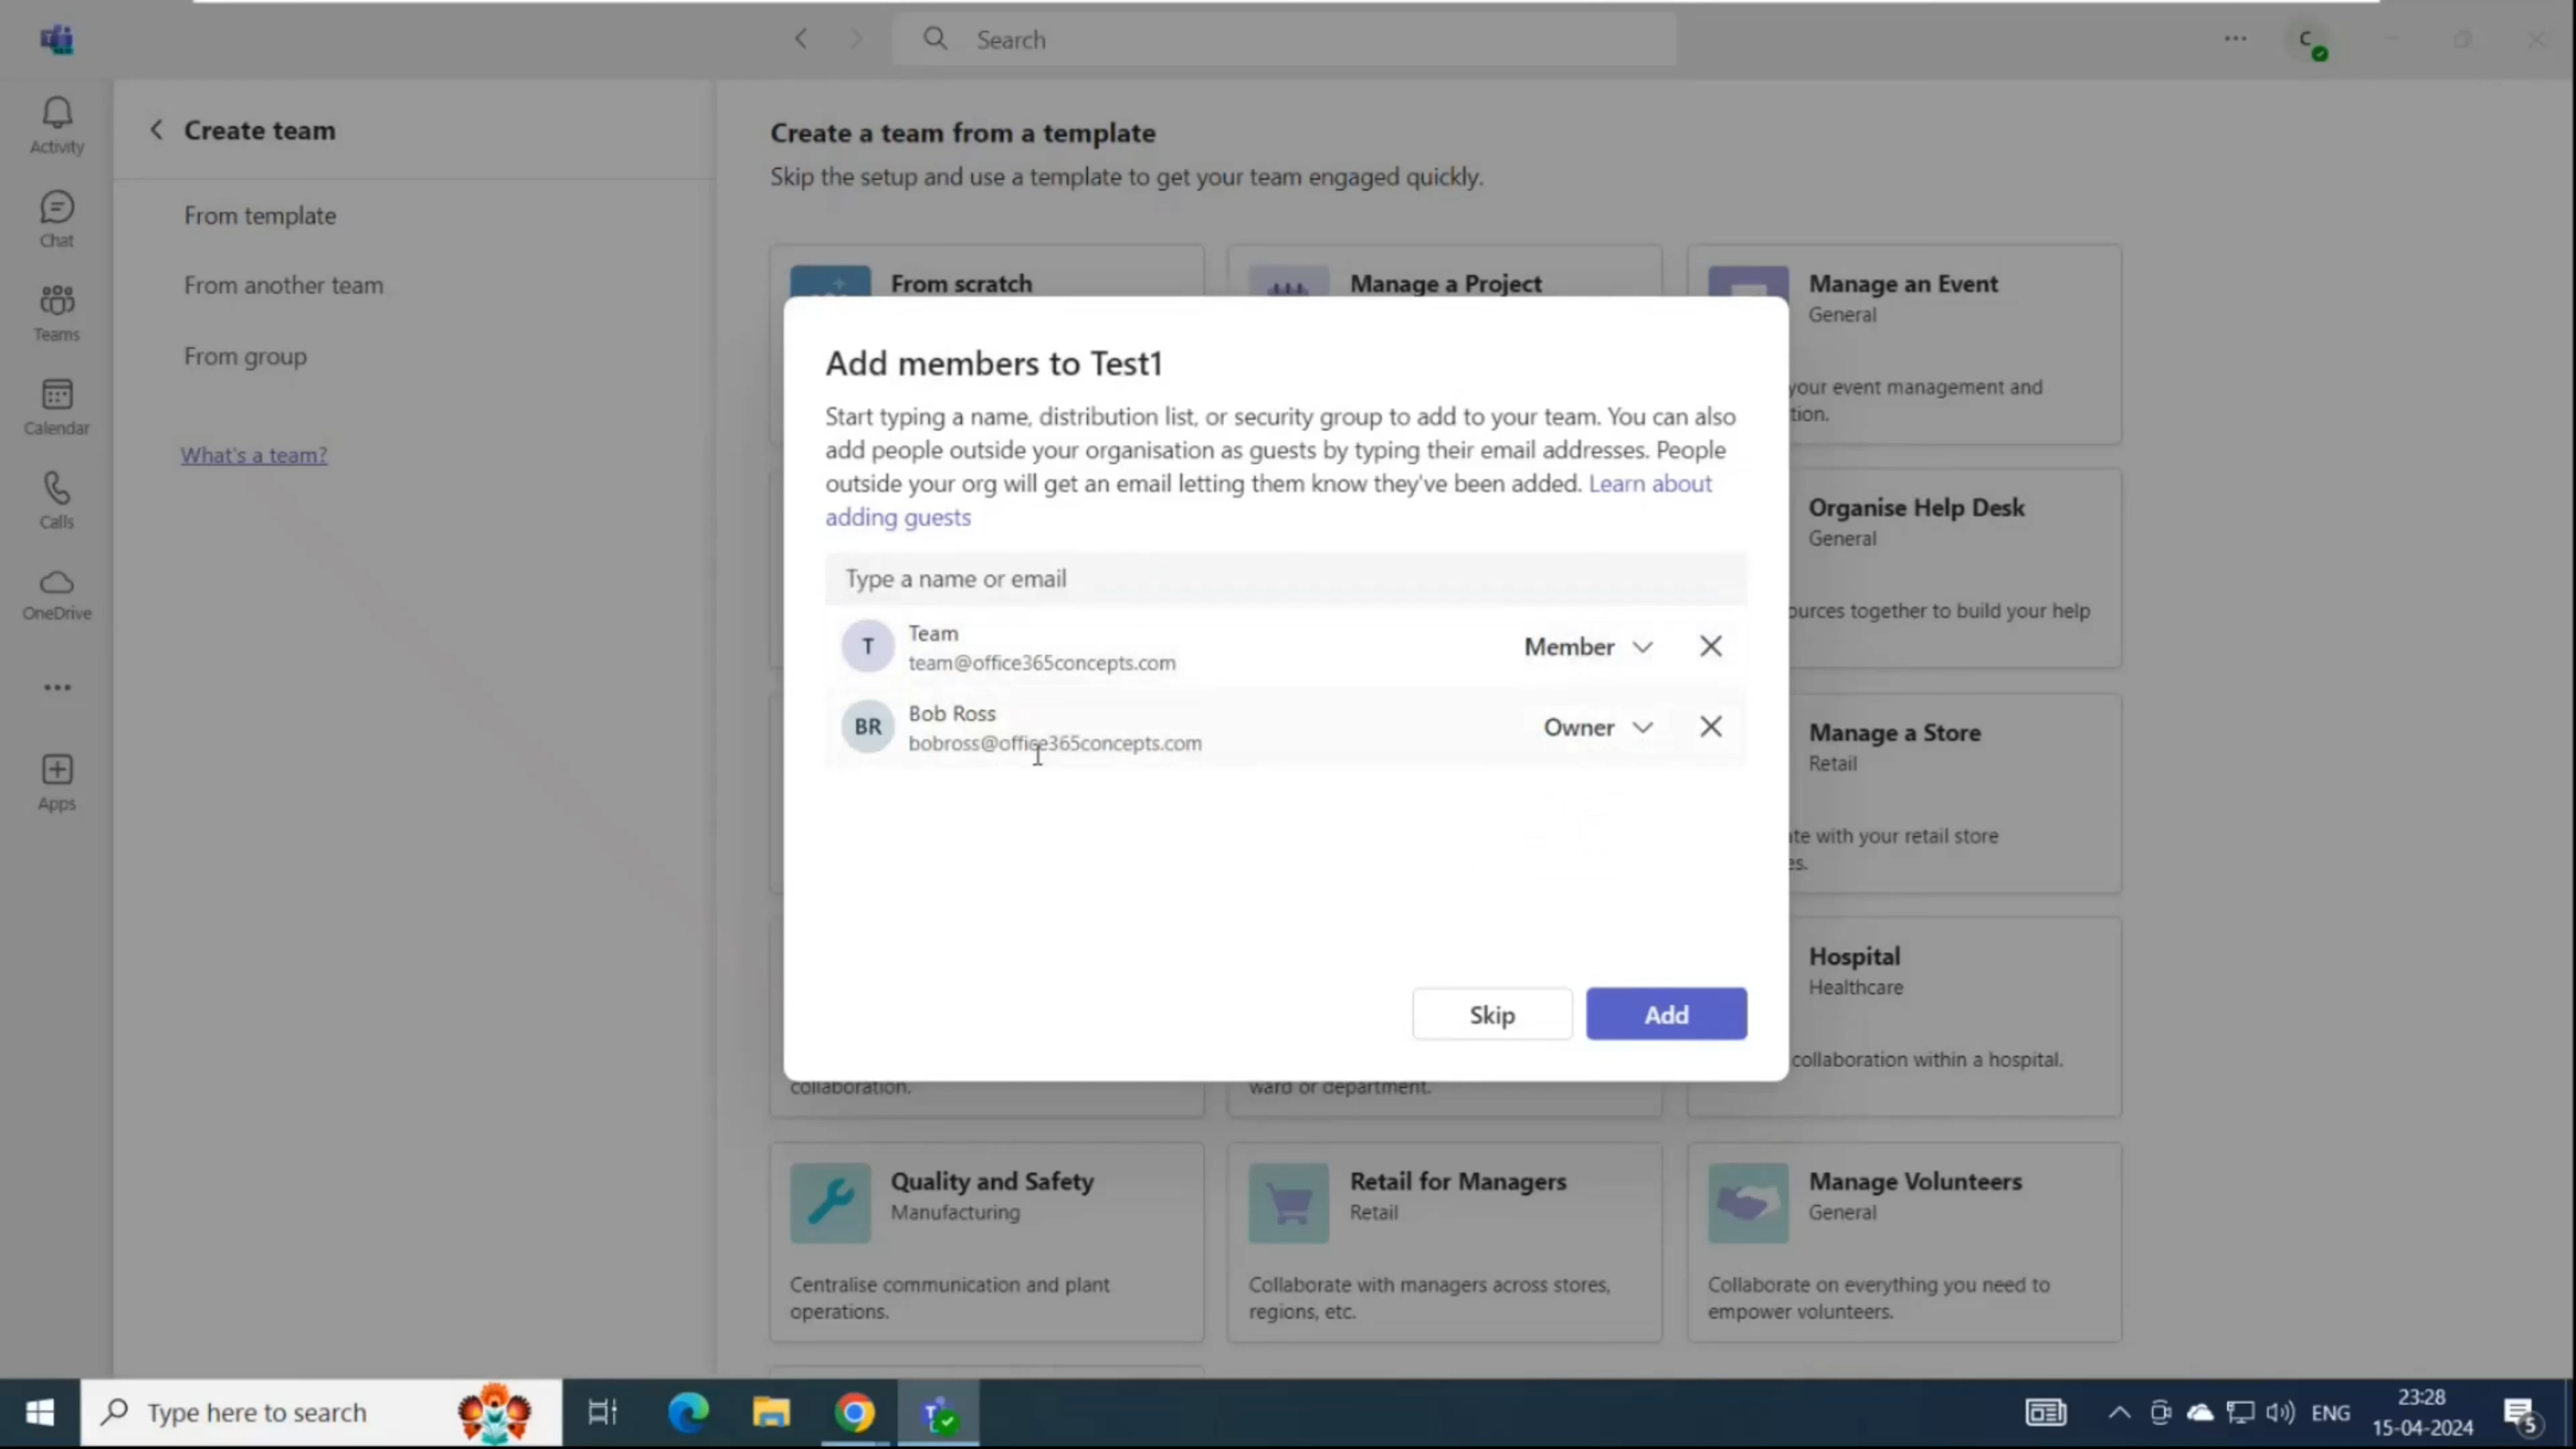 Search
C
Activity
Chat
Teams
Calendar
Calls
OneDrive
Apps
Create team
From template
From another team
From group
What's a team?
Create a team from a template
Skip the setup and use a template to get your team engaged quickly.
From scratch
Manage a Project
Manage an Event
General
your event management and
tion.
Organise Help Desk
General
ources together to build your help
Manage a Store
Retail
te with your retail store
es.
Hospital
Healthcare
collaboration within a hospital.
Add members to Test1
Start typing a name, distribution list, or security group to add to your team. You can also
add people outside your organisation as guests by typing their email addresses. People
outside your org will get an email letting them know they've been added. Learn about
adding guests
Type a name or email
T
Team
team@office365concepts.com
Member
BR
Bob Ross
bobross@office365concepts.com
Owner
Skip
Add
collaboration.
ward or department.
Quality and Safety
Manufacturing
Centralise communication and plant
operations.
Retail for Managers
Retail
Collaborate with managers across stores,
regions, etc.
Manage Volunteers
General
Collaborate on everything you need to
empower volunteers.
Type here to search
ENG
23:28
15-04-2024
5